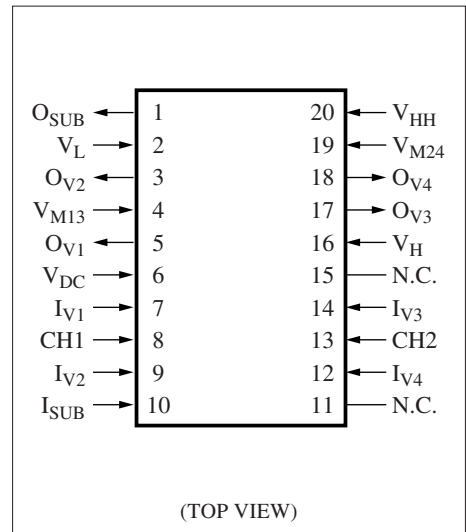 O_SUB 1 20 V_HH
V_L 2 19 V_M24
O_V2 3 18 O_V4
V_M13 4 17 O_V3
O_V1 5 16 V_H
V_DC 6 15 N.C.
I_V1 7 14 I_V3
CH1 8 13 CH2
I_V2 9 12 I_V4
I_SUB 10 11 N.C.
(TOP VIEW)